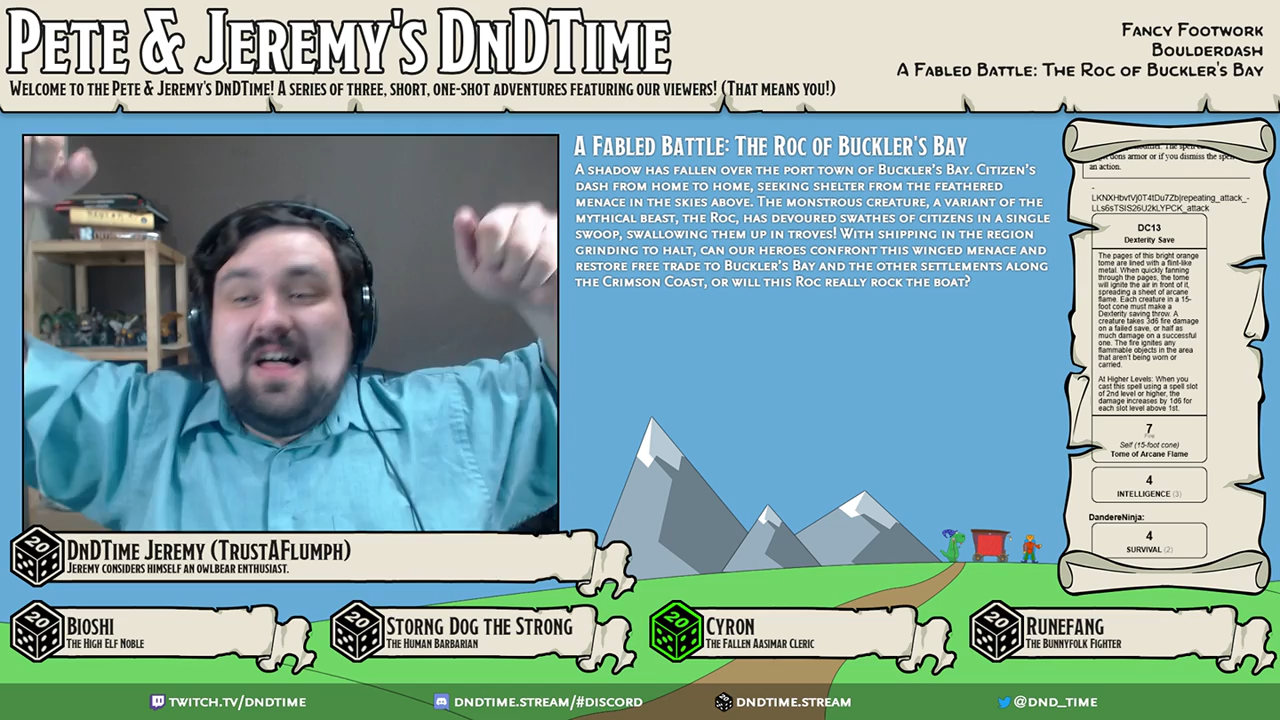 Pete & Jeremy's DnDTime
Welcome to the Pete & Jeremy's DnDTime! A series of three, short, one-shot adventures featuring our viewers! (That means you!)
Fancy Footwork
Boulderdash
A Fabled Battle: The Roc of Buckler's Bay
A Fabled Battle: The Roc of Buckler's Bay
A shadow has fallen over the port town of Buckler's Bay. Citizen's
dash from home to home, seeking shelter from the feathered
menace in the skies above. The monstrous creature, a variant of the
mythical beast, the Roc, has devoured swathes of citizens in a single
swoop, swallowing them up in troves! With shipping in the region
grinding to halt, can our heroes confront this winged menace and
restore free trade to Buckler's Bay and the other settlements along
the Crimson Coast, or will this Roc really rock the boat?
dons armor or if you dismiss the
an action.
-
DC13
Dexterity Save
The pages of this bright orange
tome are lined with a flint-like
metal. When quickly fanning
through the pages, the tome
will ignite the air in front of it,
spreading a sheet of arcane
flame. Each creature in a 15-
foot cone must make a
Dexterity saving throw. A
creature takes 3d6 fire damage
on a failed save, or half as
much damage on a successful
one. The fire ignites any
flammable objects in the area
that aren't being worn or
carried.
At Higher Levels: When you
cast this spell using a spell slot
of 2nd level or higher, the
damage increases by 1d6 for
each slot level above 1st.
7
Fire
Self (15-foot cone)
Tome of Arcane Flame
4
INTELLIGENCE (3)
DandereNinja:
4
SURVIVAL (2)
20
DnDTime Jeremy (TrustAFlumph)
Jeremy considers himself an owlbear enthusiast.
20
Bioshi
The High Elf Noble
20
Storng Dog the Strong
The Human Barbarian
20
Cyron
The Fallen Aasimar Cleric
20
Runefang
The Bunnyfolk Fighter
twitch.tv/dndtime
dndtime.stream/#discord
dndtime.stream
@dnd_time